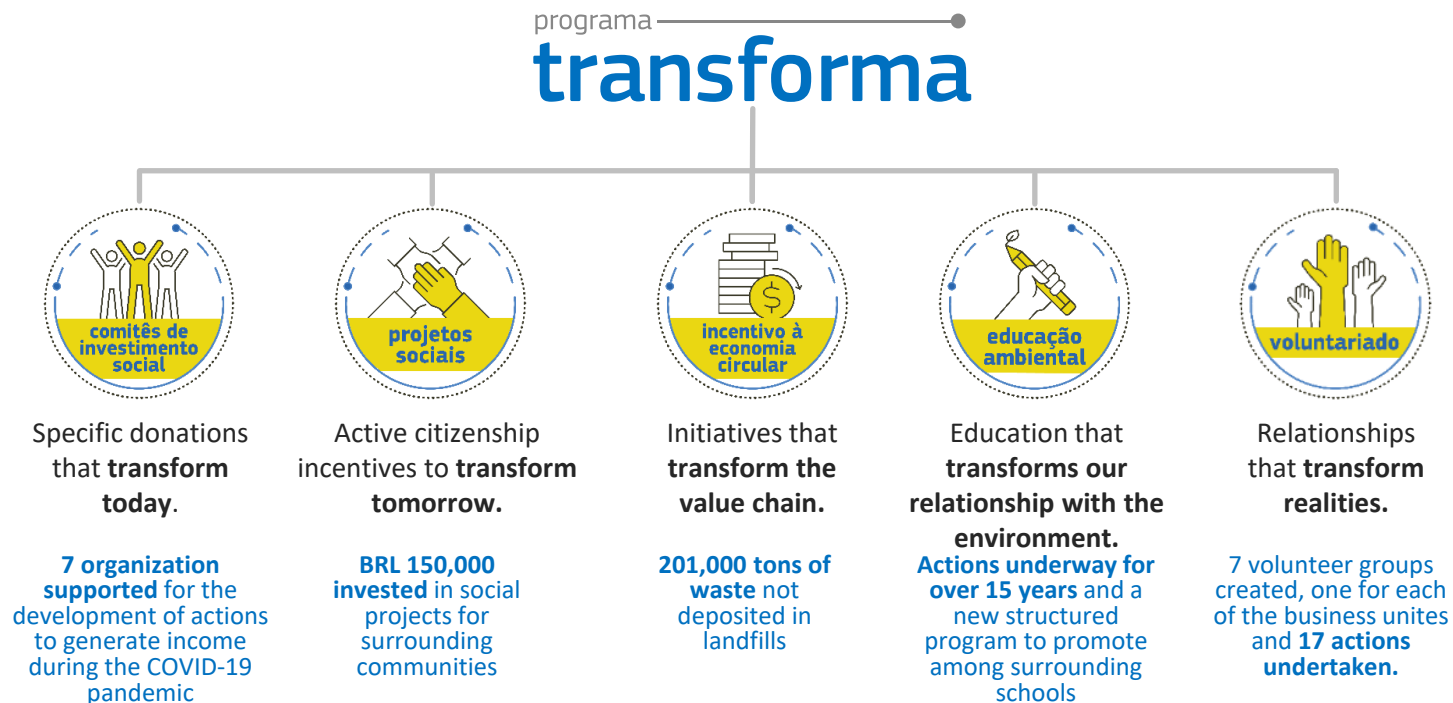 programa
transforma
comitês de
investimento
social
Specific donations
that transform
today.
7 organization
supported for the
development of actions
to generate income
during the COVID-19
pandemic
projetos
sociais
Active citizenship
incentives to transform
tomorrow.
BRL 150,000
invested in social
projects for
surrounding
communities
incentivo à
economia
circular
Initiatives that
transform the
value chain.
201,000 tons of
waste not
deposited in
landfills
educação
ambiental
Education that
transforms our
relationship with the
environment.
Actions underway for
over 15 years and a
new structured
program to promote
among surrounding
schools
voluntariado
Relationships
that transform
realities.
7 volunteer groups
created, one for each
of the business unites
and 17 actions
undertaken.